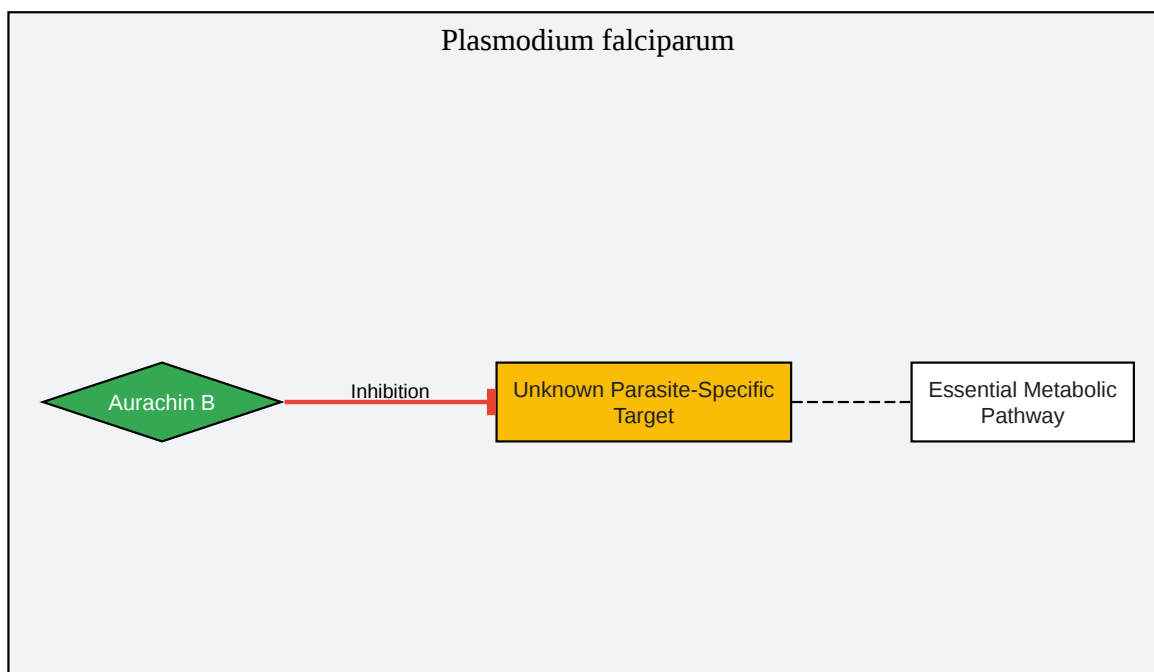 Plasmodium falciparum
Aurachin B
Inhibition
Unknown Parasite-Specific
Target
Essential Metabolic
Pathway